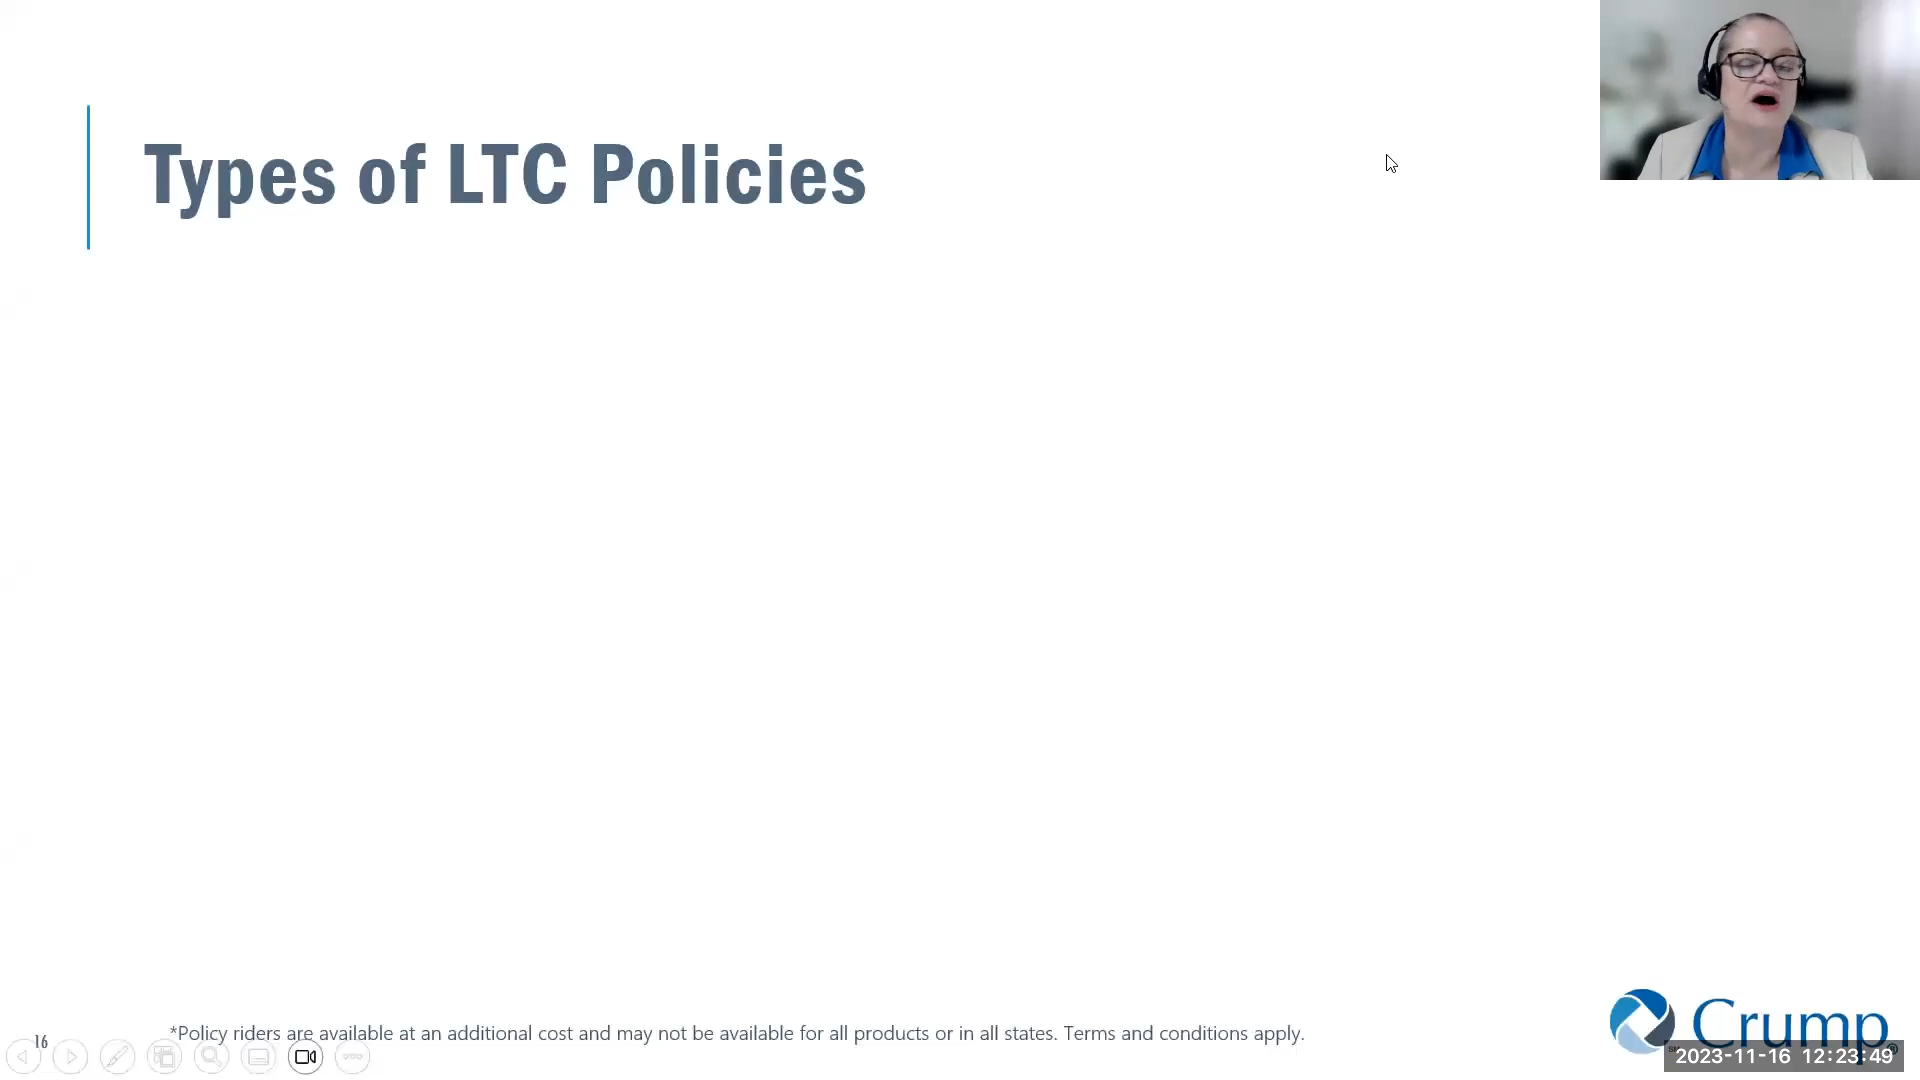 Types of LTC Policies
16
*Policy riders are available at an additional cost and may not be available for all products or in all states. Terms and conditions apply.
Crump
2023-11-16 12:23:49